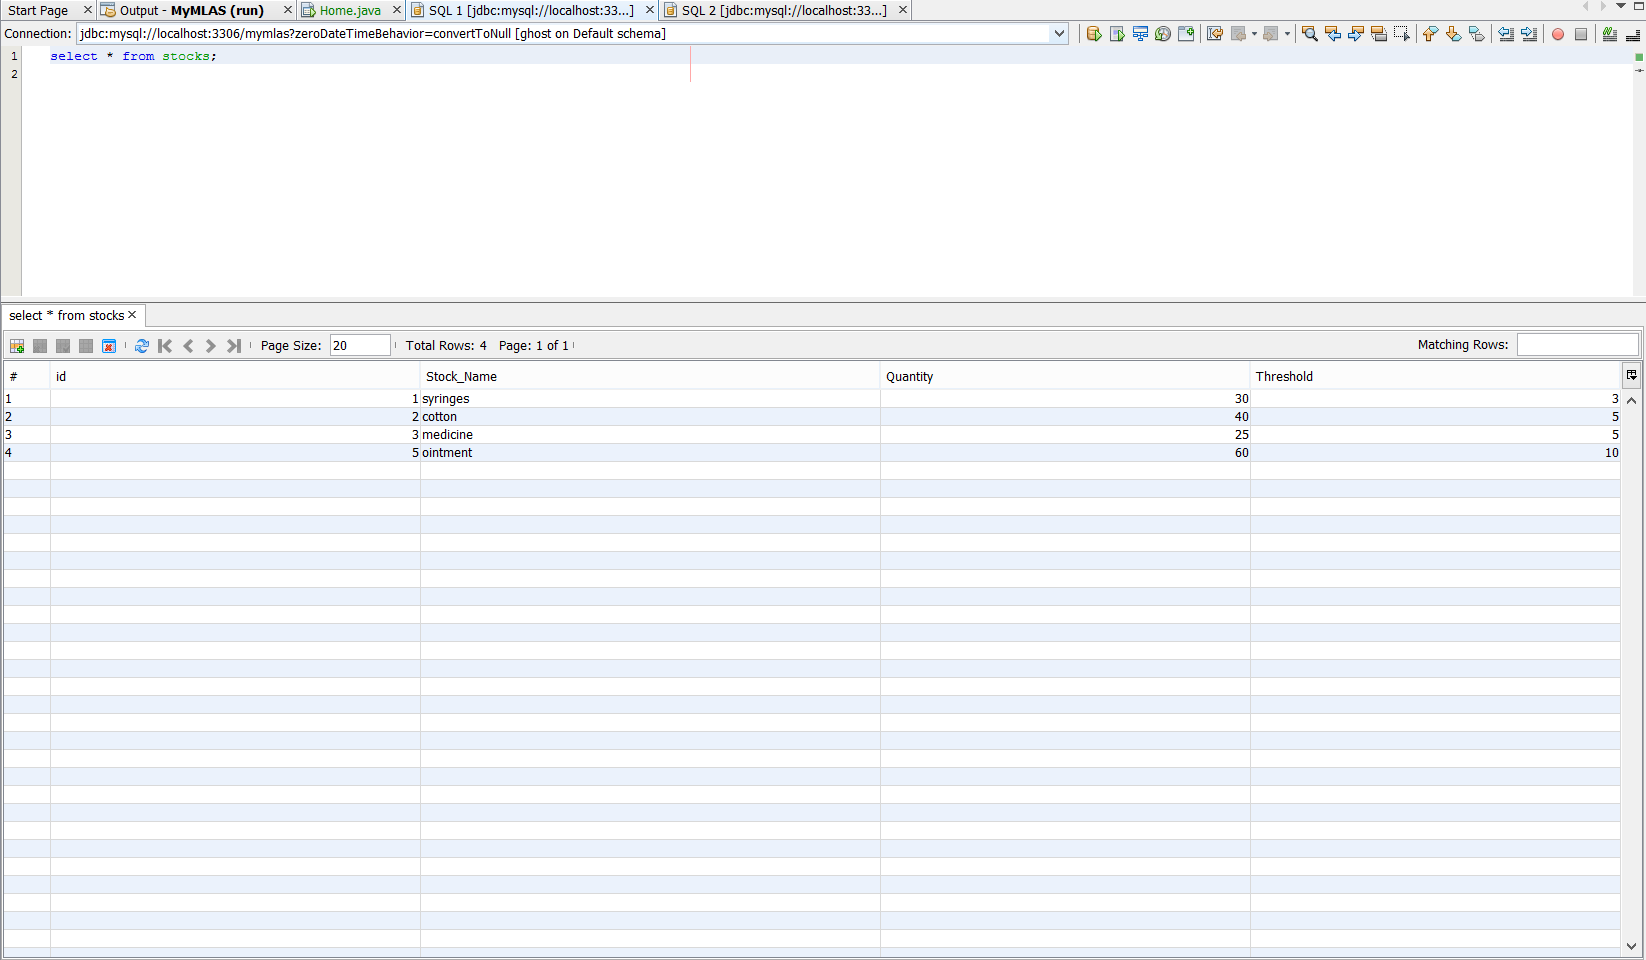 Start Page Output - MyMLAS (run) Home.java SQL 1 [jdbc:mysql://localhost:33...] SQL 2 [jdbc:mysql://localhost:33...]
Connection: jdbc:mysql://localhost:3306/mymlas?zeroDateTimeBehavior=convertToNull [ghost on Default schema]
1 select * from stocks;
2
select * from stocks
Page Size: 20 Total Rows: 4 Page: 1 of 1 Matching Rows:
# id Stock_Name Quantity Threshold
1 1 syringes 30 3
2 2 cotton 40 5
3 3 medicine 25 5
4 5 ointment 60 10